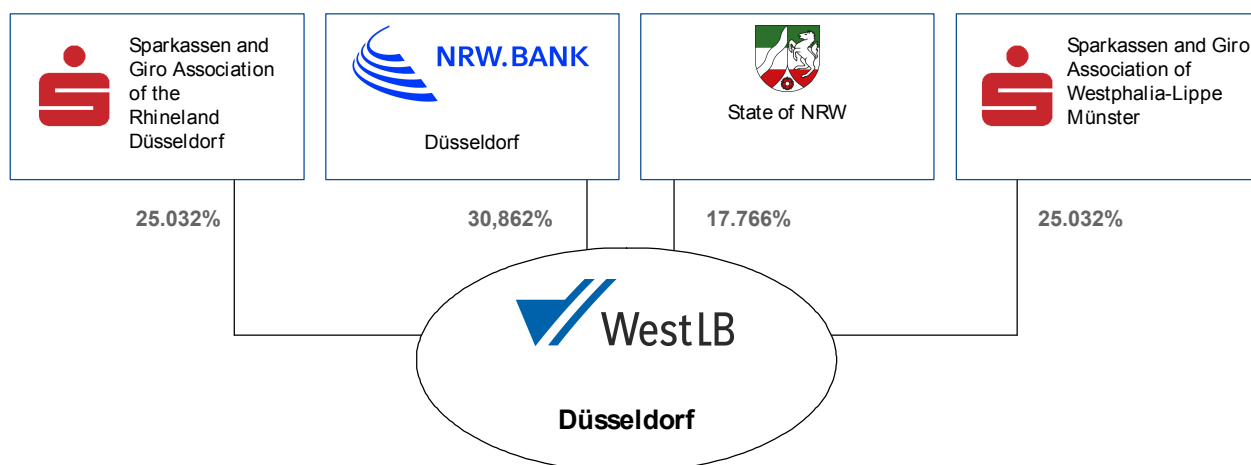 Sparkassen and
Giro Association
of the
Rhineland
Düsseldorf
NRW.BANK
Düsseldorf
State of NRW
Sparkassen and Giro
Association of
Westphalia-Lippe
Münster
25.032%
30,862%
17.766%
25.032%
WestLB
Düsseldorf